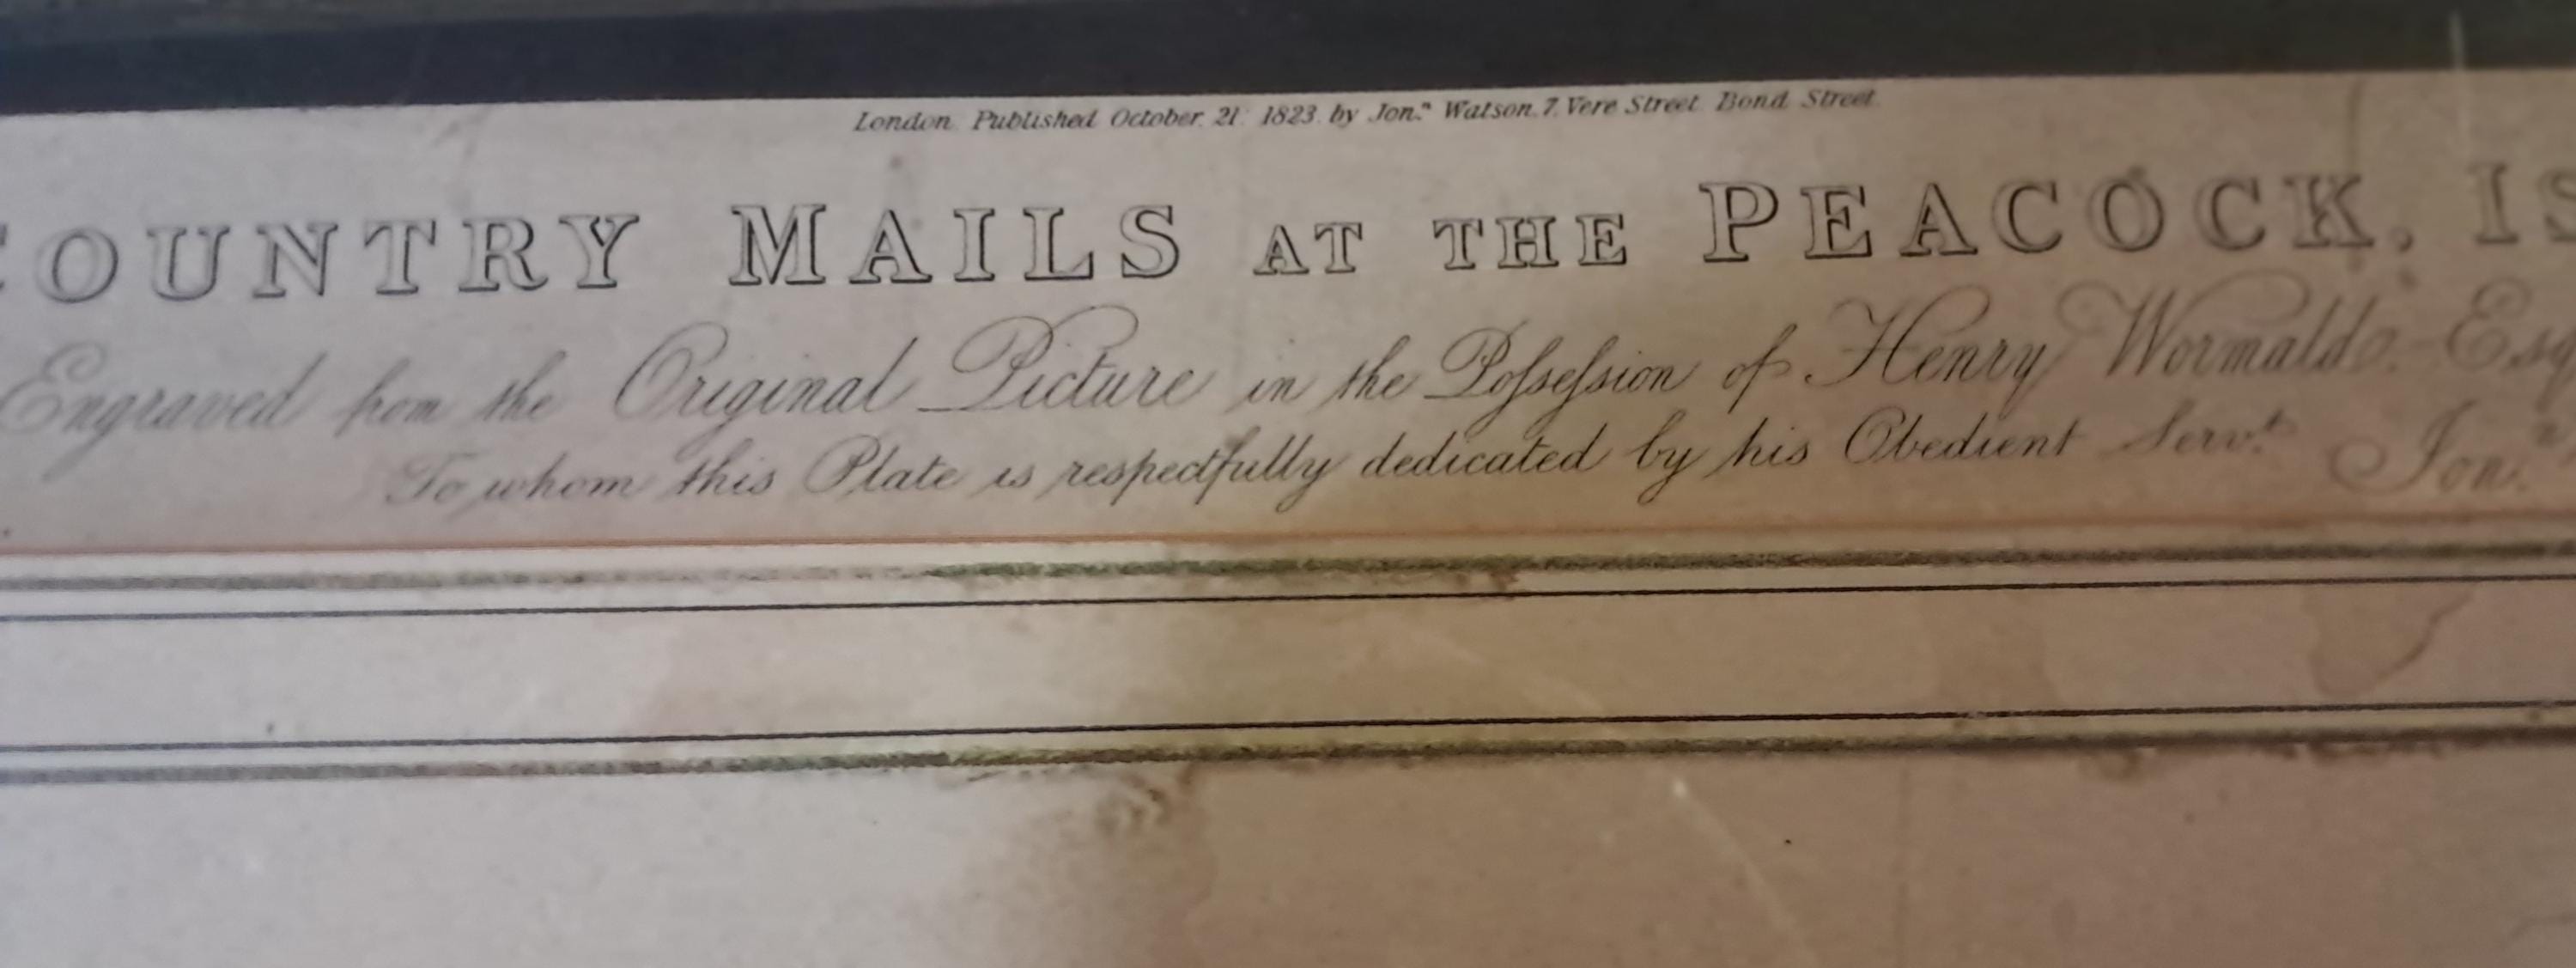 London. Published October. 21. 1823. by Jon.ⁿ Watson. 7. Vere Street. Bond. Street.
COUNTRY MAILS AT THE PEACOCK, IS
Engraved from the Original Picture in the Poſseſsion of Henry Wormald. Esq
To whom this Plate is respectfully dedicated by his Obedient Serv.ᵗ Jon.ⁿ